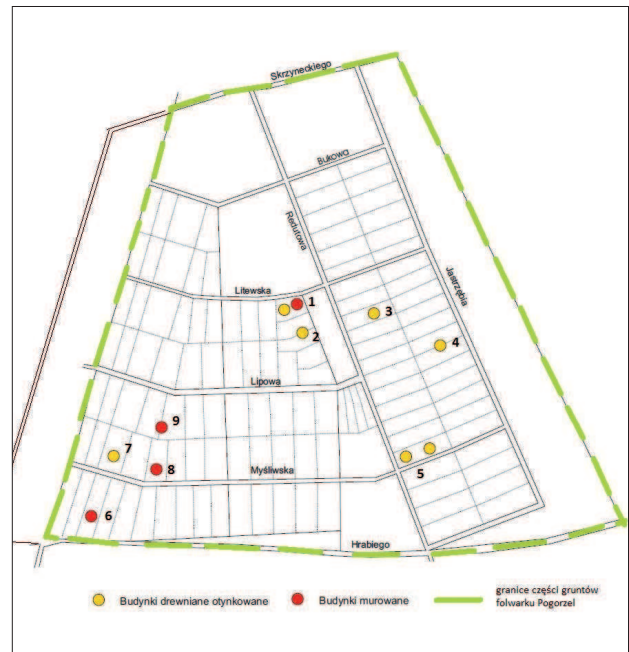 Skrzyneckiego
Bukowa
Redutowa
Jastrzębia
Litewska
1
2
3
4
Lipowa
9
7
8
Myśliwska
5
6
Hrabiego
Budynki drewniane otynkowane
Budynki murowane
granice części gruntów
folwarku Pogorzel